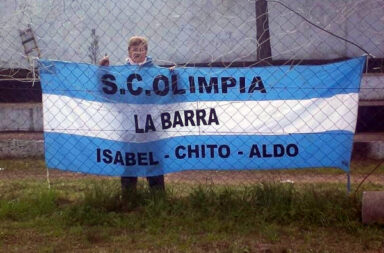 S.C.OLIMPIA
LA BARRA
ISABEL - CHITO - ALDO